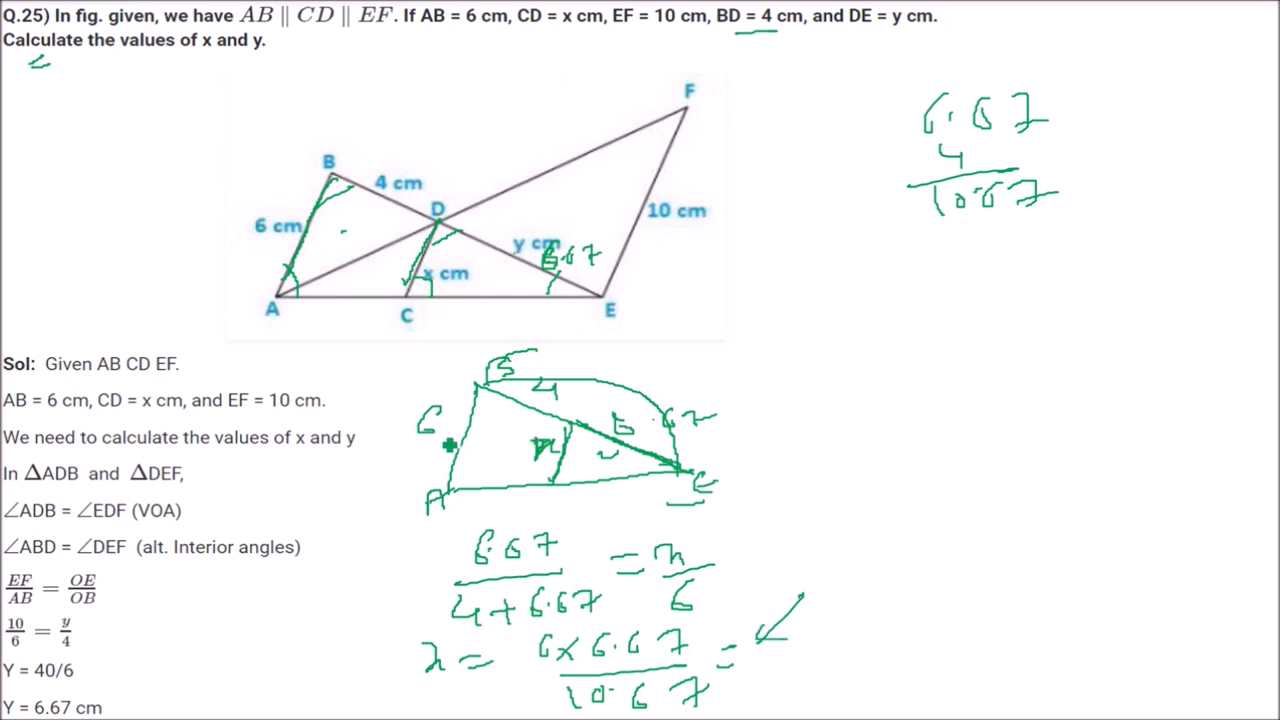 Q.25) In fig. given, we have AB ∥ CD ∥ EF. If AB = 6 cm, CD = x cm, EF = 10 cm, BD = 4 cm, and DE = y cm.
Calculate the values of x and y.
F
B
4 cm
D
6 cm
10 cm
y cm
6.67
x cm
A
C
E
6.67
4
10.67
Sol: Given AB CD EF.
AB = 6 cm, CD = x cm, and EF = 10 cm.
We need to calculate the values of x and y
In ΔADB and ΔDEF,
∠ADB = ∠EDF (VOA)
∠ABD = ∠DEF (alt. Interior angles)
EF/AB = OE/OB
10/6 = y/4
Y = 40/6
Y = 6.67 cm
B
4
6
6.67
x
A
E
6.67/4+6.67 = x/6
x = 6×6.67/10.67 =